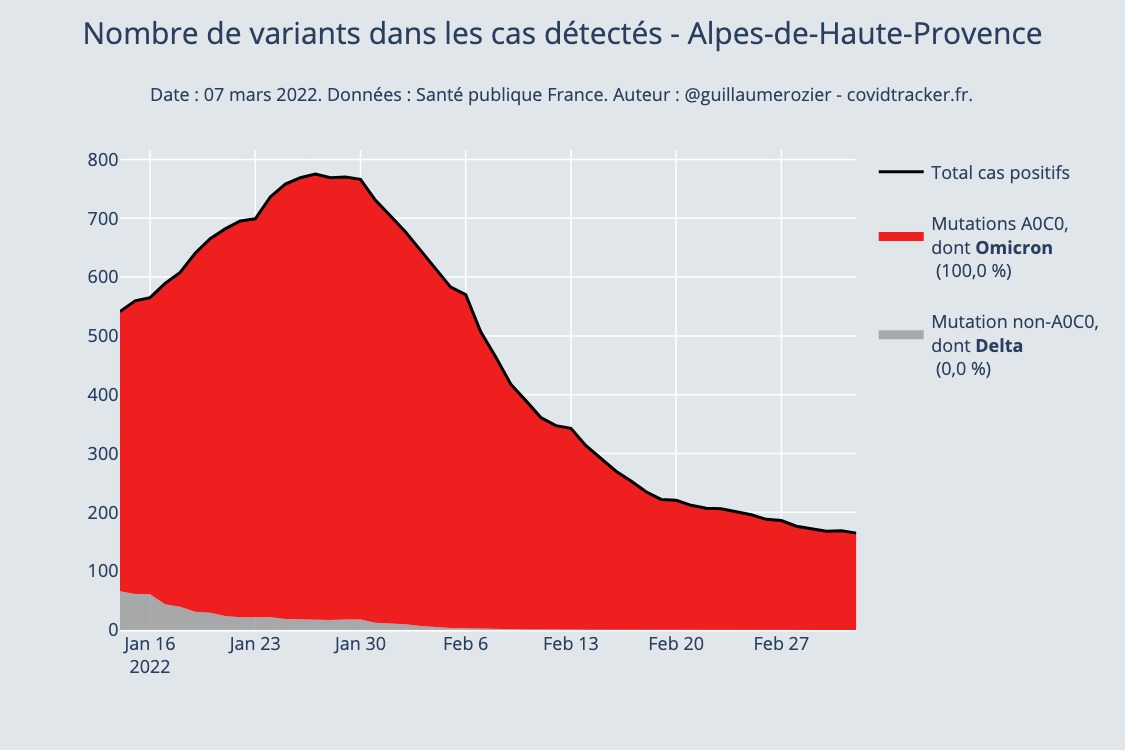 Nombre de variants dans les cas détectés - Alpes-de-Haute-Provence
Date : 07 mars 2022. Données : Santé publique France. Auteur : @guillaumerozier - covidtracker.fr.
800
700
600
500
400
300
200
100
0
Jan 16
2022
Jan 23
Jan 30
Feb 6
Feb 13
Feb 20
Feb 27
Total cas positifs
Mutations A0C0,
dont Omicron
(100,0 %)
Mutation non-A0C0,
dont Delta
(0,0 %)